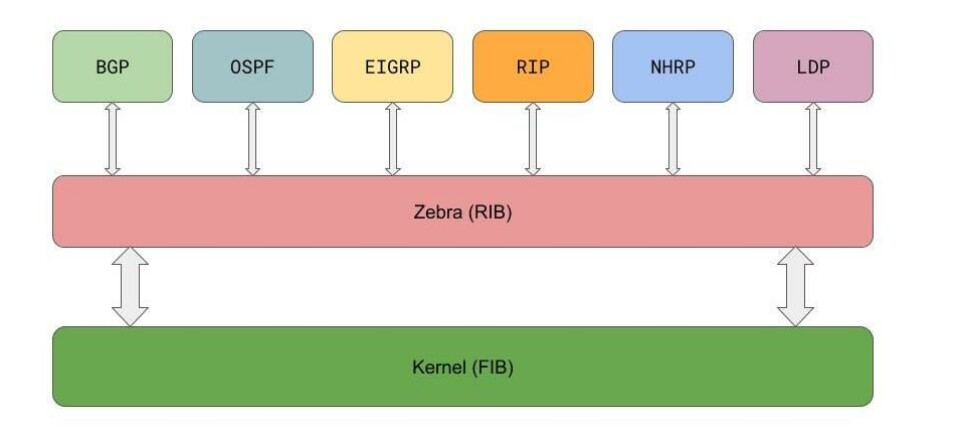 BGP
OSPF
EIGRP
RIP
NHRP
LDP
Zebra (RIB)
Kernel (FIB)